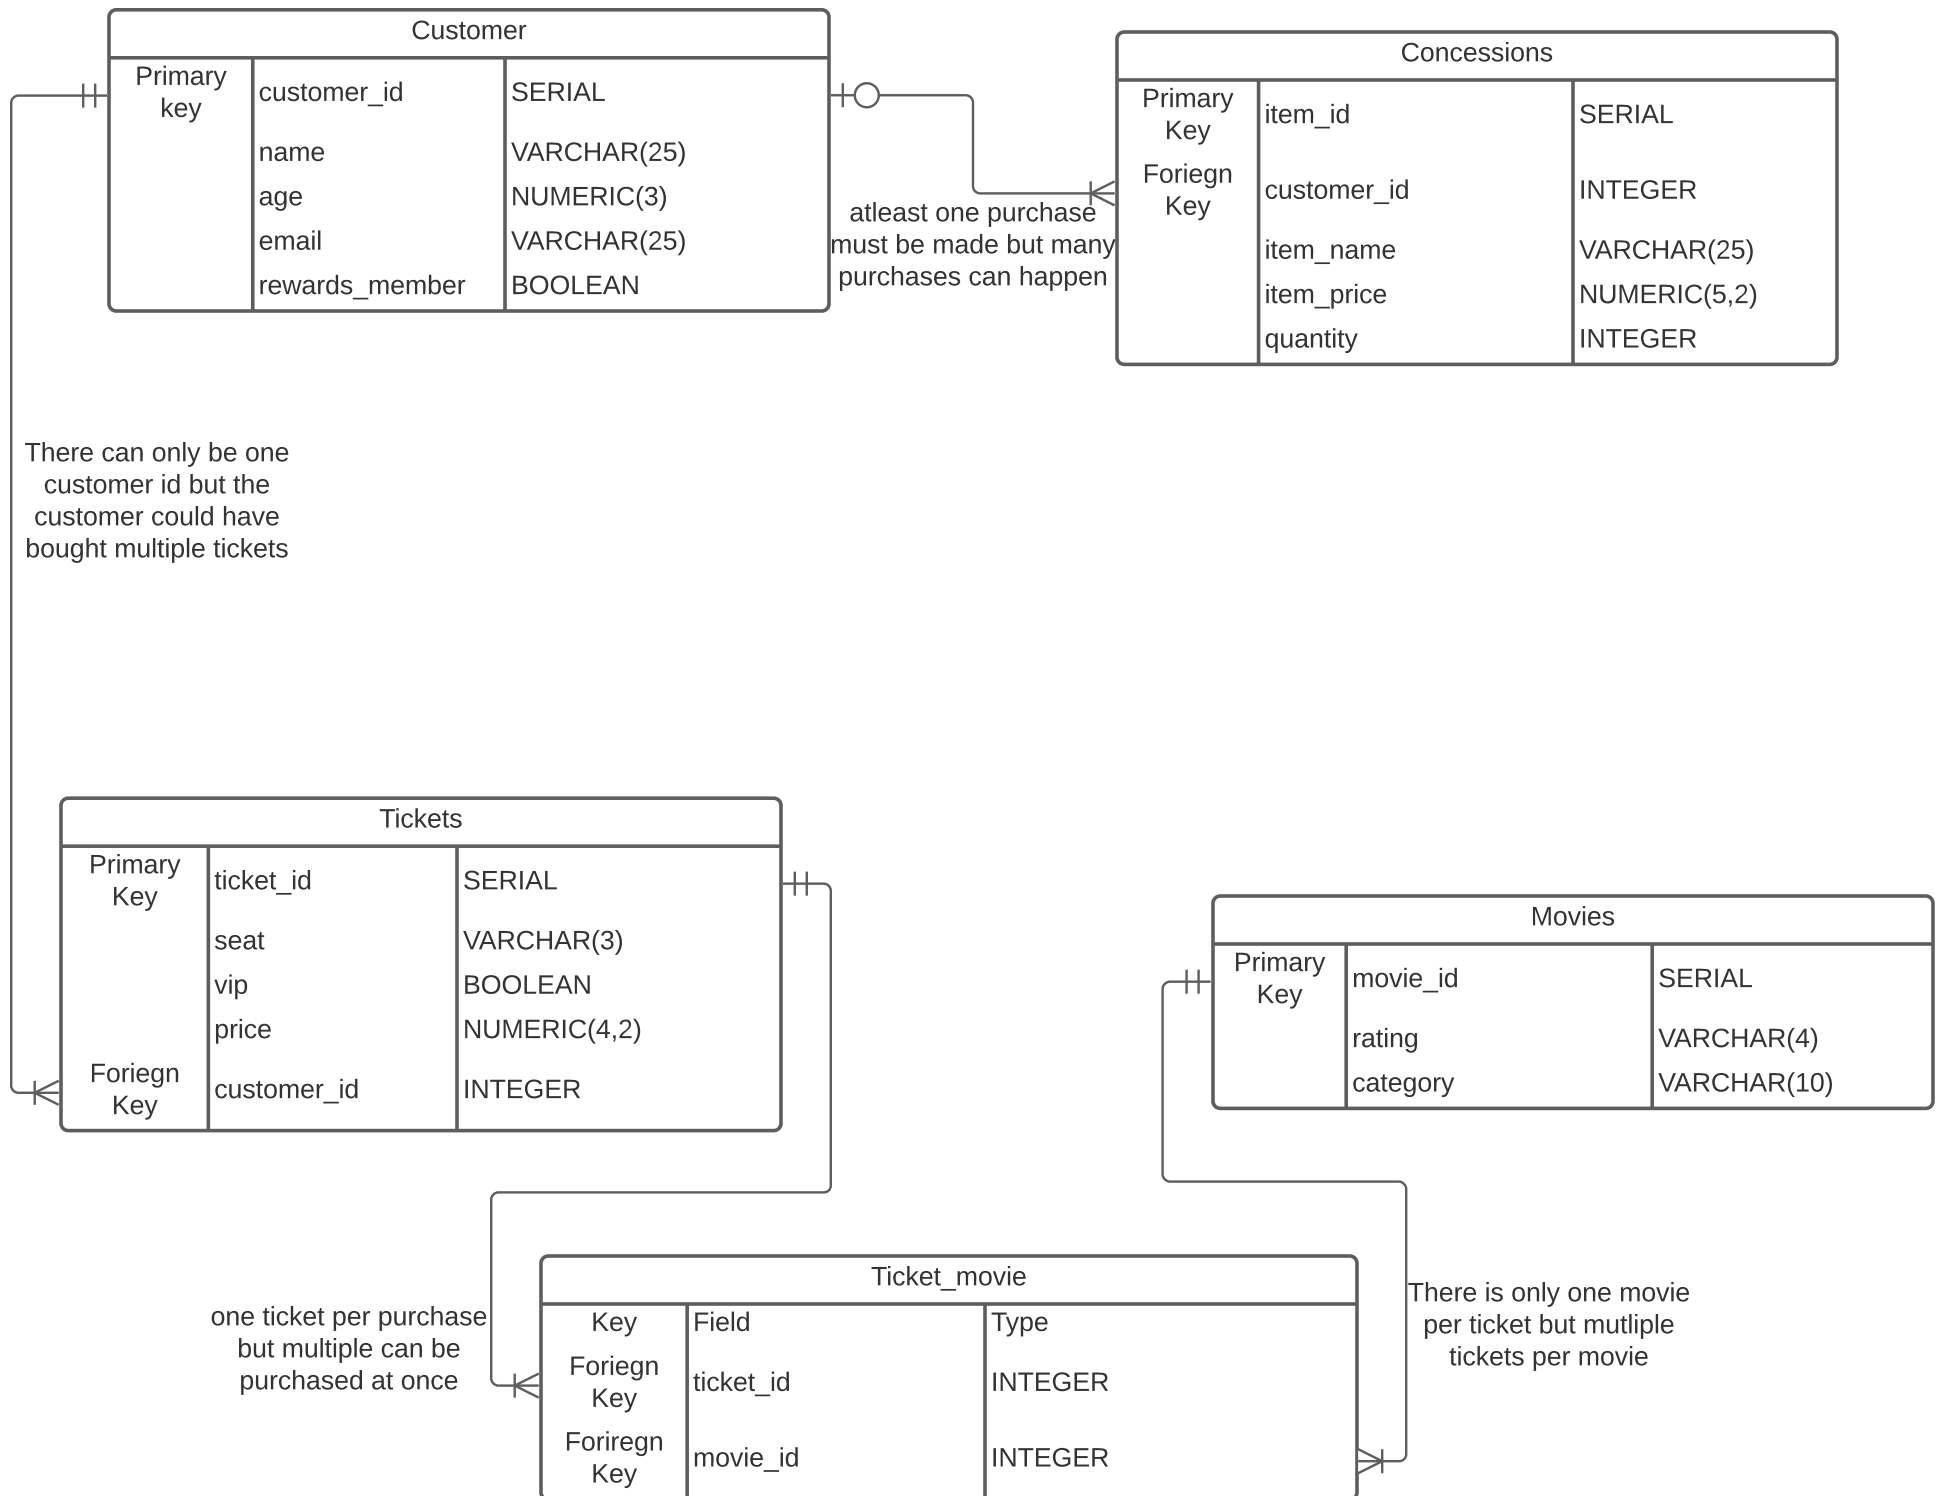 Customer
Primary
key
customer_id
SERIAL
name
VARCHAR(25)
age
NUMERIC(3)
email
VARCHAR(25)
rewards_member
BOOLEAN
Concessions
Primary
Key
item_id
SERIAL
Foriegn
Key
customer_id
INTEGER
item_name
VARCHAR(25)
item_price
NUMERIC(5,2)
quantity
INTEGER
atleast one purchase
must be made but many
purchases can happen
There can only be one
customer id but the
customer could have
bought multiple tickets
Tickets
Primary
Key
ticket_id
SERIAL
seat
VARCHAR(3)
vip
BOOLEAN
price
NUMERIC(4,2)
Foriegn
Key
customer_id
INTEGER
Movies
Primary
Key
movie_id
SERIAL
rating
VARCHAR(4)
category
VARCHAR(10)
one ticket per purchase
but multiple can be
purchased at once
Ticket_movie
Key
Field
Type
Foriegn
Key
ticket_id
INTEGER
Foriregn
Key
movie_id
INTEGER
There is only one movie
per ticket but mutliple
tickets per movie